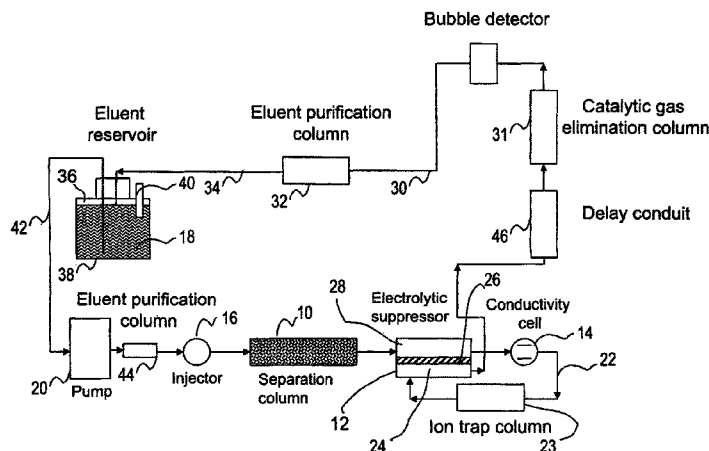 Bubble detector
Eluent
reservoir
Eluent purification
column
31
Catalytic gas
elimination column
36
40
34
32
30
42
18
46
Delay conduit
38
Eluent purification
column
16
10
28
Electrolytic
suppressor
26
Conductivity
cell
14
20
Pump
44
Injector
Separation
column
12
24
22
Ion trap column
23